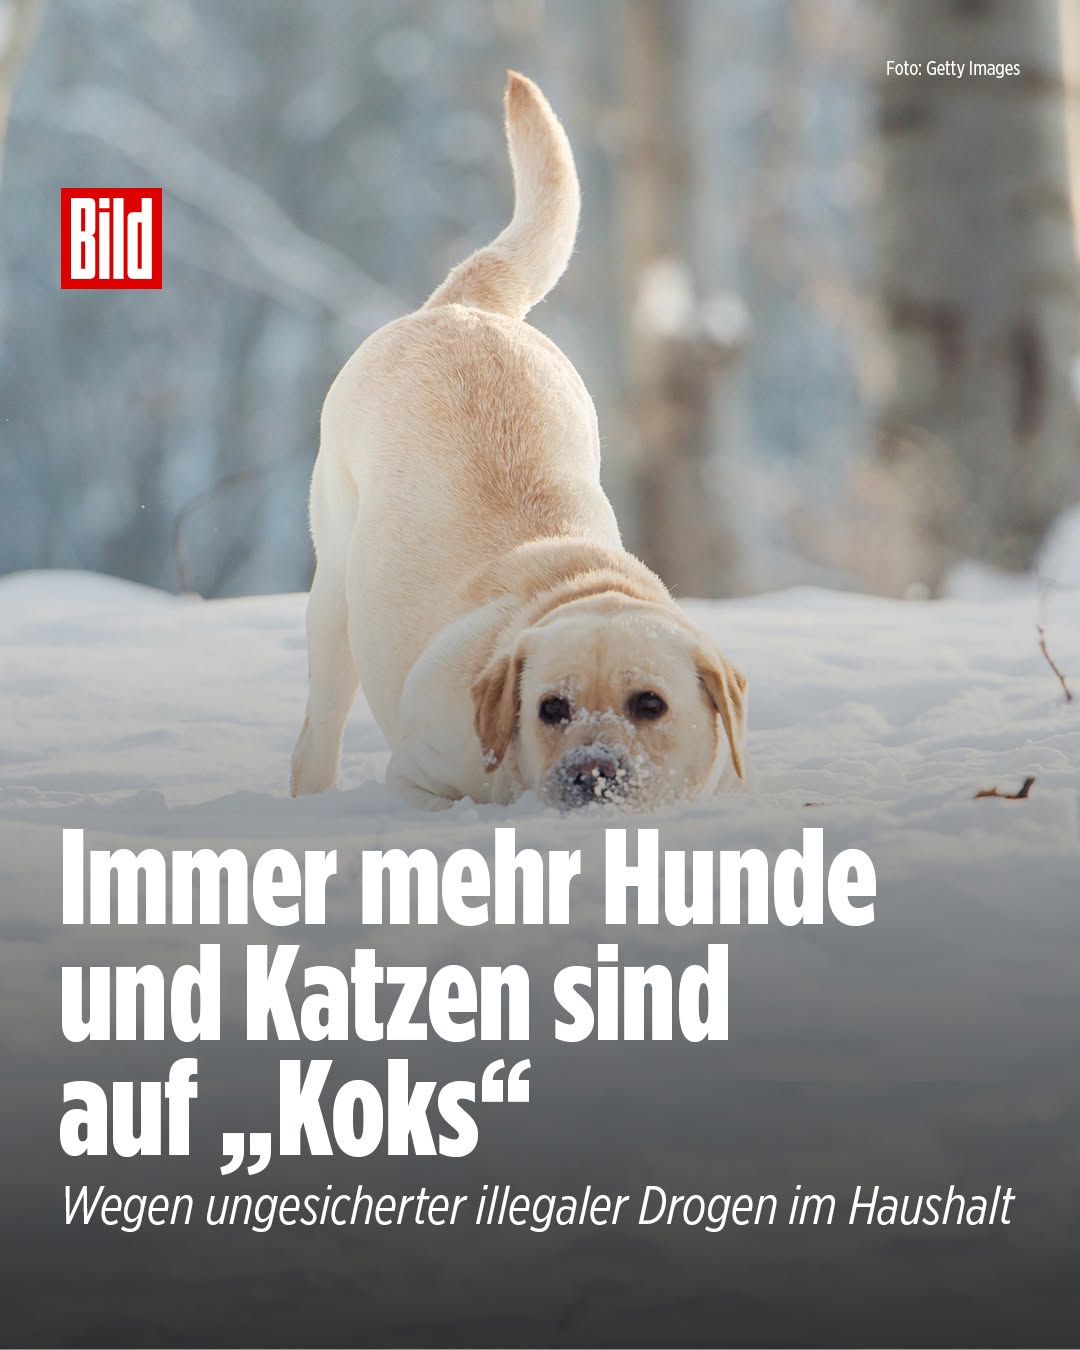 Foto: Getty Images
Bild
Immer mehr Hunde
und Katzen sind
auf „Koks“
Wegen ungesicherter illegaler Drogen im Haushalt